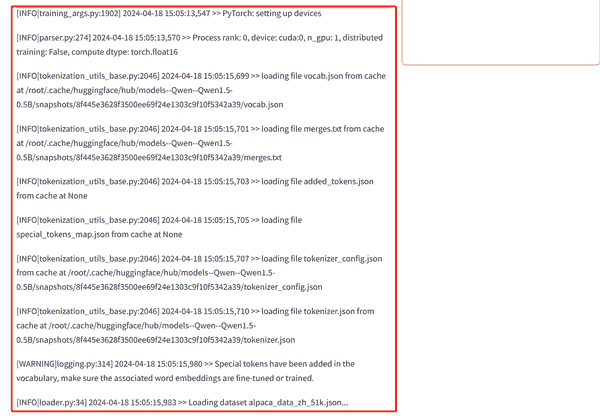 [INFO|training_args.py:1902] 2024-04-18 15:05:13,547 >> PyTorch: setting up devices
[INFO|parser.py:274] 2024-04-18 15:05:13,570 >> Process rank: 0, device: cuda:0, n_gpu: 1, distributed
training: False, compute dtype: torch.float16
[INFO|tokenization_utils_base.py:2046] 2024-04-18 15:05:15,699 >> loading file vocab.json from cache
at /root/.cache/huggingface/hub/models--Qwen--Qwen1.5-
0.5B/snapshots/8f445e3628f3500ee69f24e1303c9f10f5342a39/vocab.json
[INFO|tokenization_utils_base.py:2046] 2024-04-18 15:05:15,701 >> loading file merges.txt from cache
at /root/.cache/huggingface/hub/models--Qwen--Qwen1.5-
0.5B/snapshots/8f445e3628f3500ee69f24e1303c9f10f5342a39/merges.txt
[INFO|tokenization_utils_base.py:2046] 2024-04-18 15:05:15,703 >> loading file added_tokens.json
from cache at None
[INFO|tokenization_utils_base.py:2046] 2024-04-18 15:05:15,705 >> loading file
special_tokens_map.json from cache at None
[INFO|tokenization_utils_base.py:2046] 2024-04-18 15:05:15,707 >> loading file tokenizer_config.json
from cache at /root/.cache/huggingface/hub/models--Qwen--Qwen1.5-
0.5B/snapshots/8f445e3628f3500ee69f24e1303c9f10f5342a39/tokenizer_config.json
[INFO|tokenization_utils_base.py:2046] 2024-04-18 15:05:15,710 >> loading file tokenizer.json from
cache at /root/.cache/huggingface/hub/models--Qwen--Qwen1.5-
0.5B/snapshots/8f445e3628f3500ee69f24e1303c9f10f5342a39/tokenizer.json
[WARNING|logging.py:314] 2024-04-18 15:05:15,980 >> Special tokens have been added in the
vocabulary, make sure the associated word embeddings are fine-tuned or trained.
[INFO|loader.py:34] 2024-04-18 15:05:15,983 >> Loading dataset alpaca_data_zh_51k.json...